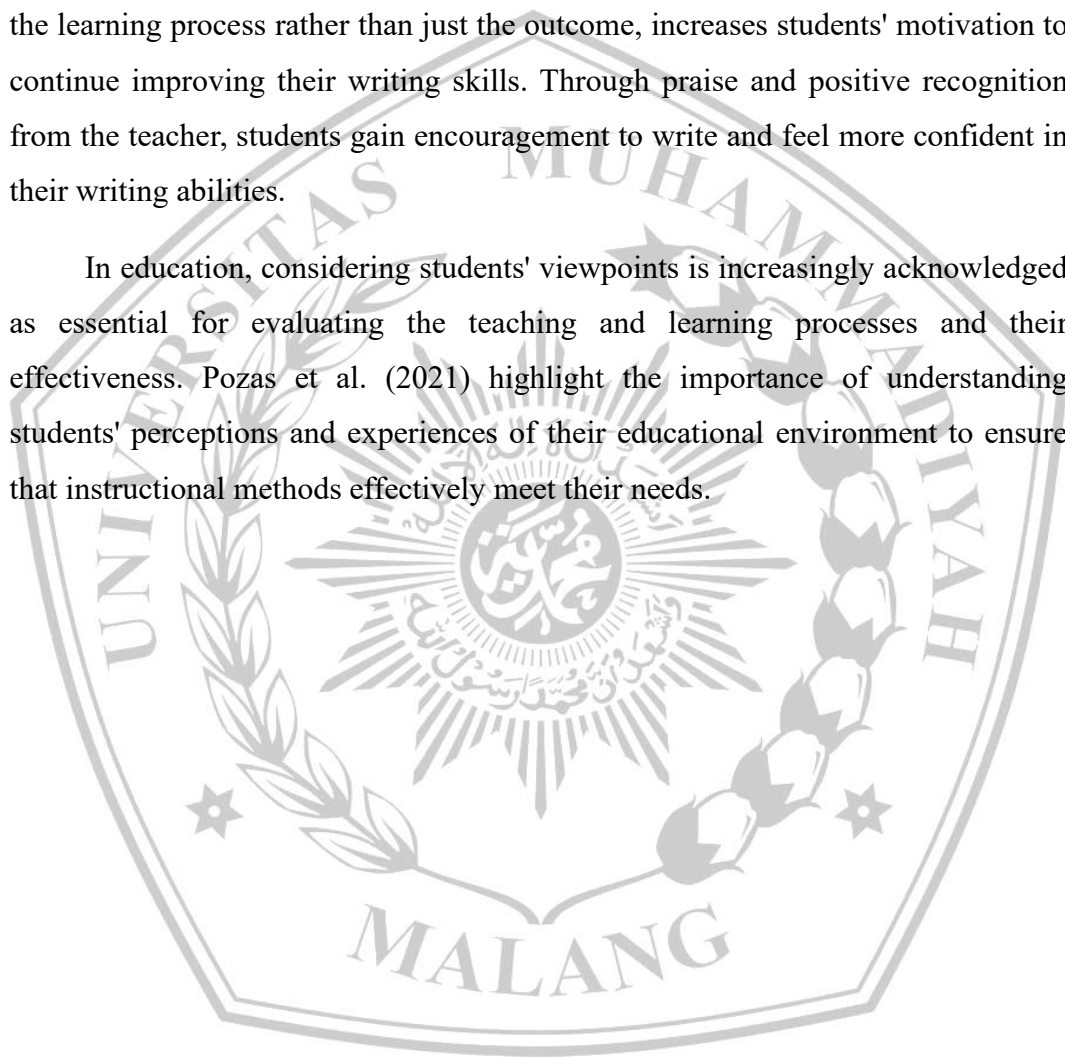 the learning process rather than just the outcome, increases students' motivation to
continue improving their writing skills. Through praise and positive recognition
from the teacher, students gain encouragement to write and feel more confident in
their writing abilities.
In education, considering students' viewpoints is increasingly acknowledged
as essential for evaluating the teaching and learning processes and their
effectiveness. Pozas et al. (2021) highlight the importance of understanding
students' perceptions and experiences of their educational environment to ensure
that instructional methods effectively meet their needs.
UNIVERSITAS MUHAMMADIYAH
MALANG